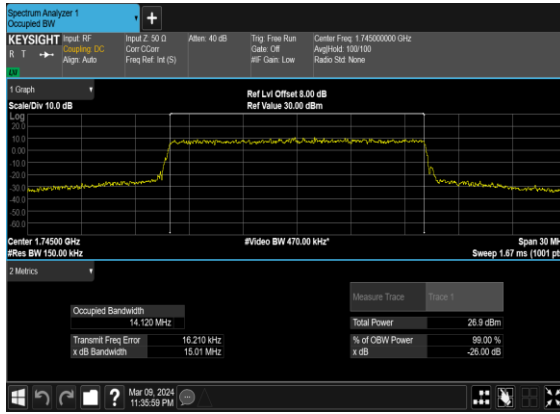 Spectrum Analyzer 1
Occupied BW
KEYSIGHT
R T
LW
Input: RF
Coupling: DC
Align: Auto
Input Z: 50 Ω
Corr CCorr
Freq Ref: Int (S)
Atten: 40 dB
Trig: Free Run
Gate: Off
#IF Gain: Low
Center Freq: 1.745000000 GHz
Avg|Hold: 100/100
Radio Std: None
1 Graph
Scale/Div 10.0 dB
Ref Lvl Offset 8.00 dB
Ref Value 30.00 dBm
Log
20.0
10.0
0.00
-10.0
-20.0
-30.0
-40.0
-50.0
-60.0
Center 1.74500 GHz
#Res BW 150.00 kHz
#Video BW 470.00 kHz*
Span 30 MH
Sweep 1.67 ms (1001 pt
2 Metrics
Measure Trace Trace 1
Occupied Bandwidth
14.120 MHz
Total Power 26.9 dBm
Transmit Freq Error 16.210 kHz
% of OBW Power 99.00 %
x dB Bandwidth 15.01 MHz
x dB -26.00 dB
?
Mar 09, 2024
11:35:59 PM